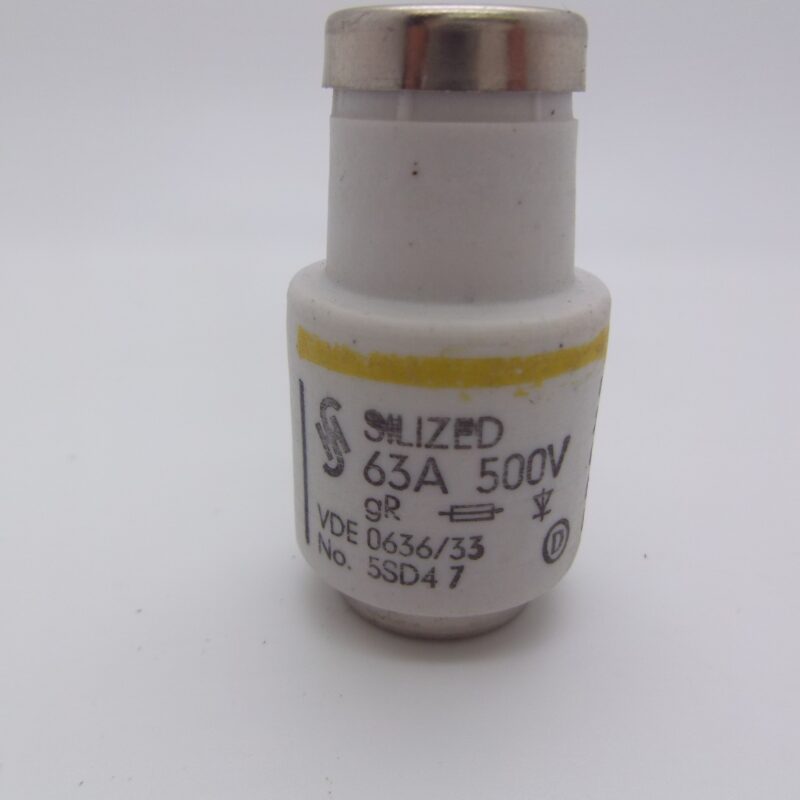 SILIZED
63A 500V
gR
VDE 0636/33
No. 5SD4 7
D